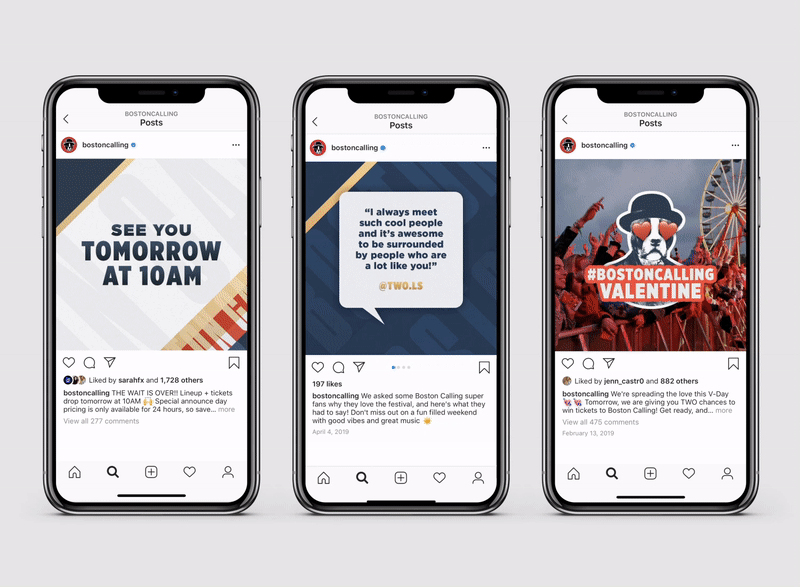 BOSTONCALLING
Posts
bostoncalling
SEE YOU
TOMORROW
AT 10AM
Liked by sarahfx and 1,728 others
bostoncalling THE WAIT IS OVER!! Lineup + tickets
drop tomorrow at 10AM 🙌 Special announce day
pricing is only available for 24 hours, so save... more
View all 277 comments
BOSTONCALLING
Posts
bostoncalling
“I always meet
such cool people
and it’s awesome
to be surrounded
by people who are
a lot like you!”
@TWO.LS
197 likes
bostoncalling We asked some Boston Calling super
fans why they love the festival, and here's what they
had to say! Don't miss out on a fun filled weekend
with good vibes and great music 🌞
April 4, 2019
BOSTONCALLING
Posts
bostoncalling
#BOSTONCALLING
VALENTINE
Liked by jenn_castr0 and 882 others
bostoncalling We're spreading the love this V-Day
💘 💘 Tomorrow, we are giving you TWO chances to
win tickets to Boston Calling! Get ready, and... more
View all 475 comments
February 13, 2019